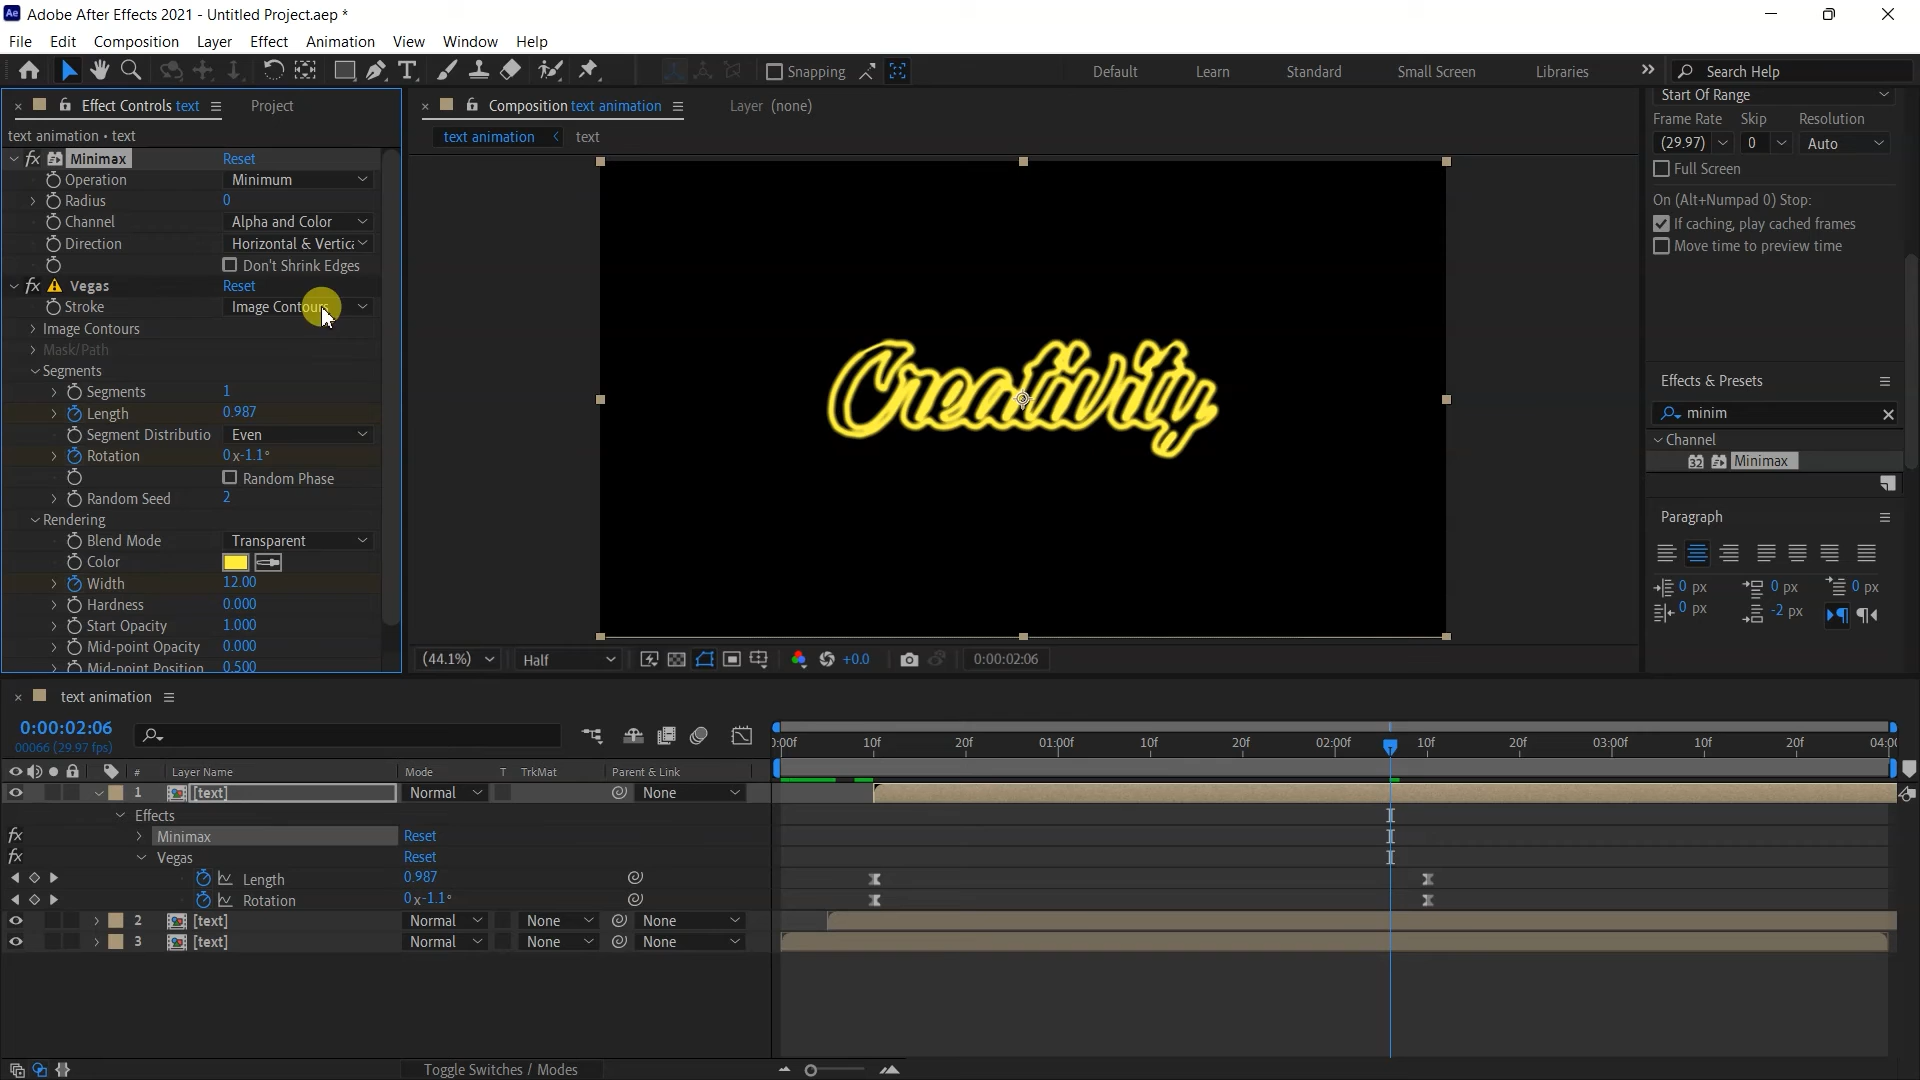 Adobe After Effects 2021 - Untitled Project.aep *
File Edit Composition Layer Effect Animation View Window Help
Snapping Default Learn Standard Small Screen Libraries Search Help
Effect Controls text Project
text animation • text
fx Minimax Reset
Operation Minimum
Radius 0
Channel Alpha and Color
Direction Horizontal & Vertica
Don't Shrink Edges
fx Vegas Reset
Stroke Image Contours
Image Contours
Mask/Path
Segments
Segments 1
Length 0.987
Segment Distributio Even
Rotation 0x-1.1°
Random Phase
Random Seed 2
Rendering
Blend Mode Transparent
Color
Width 12.00
Hardness 0.000
Start Opacity 1.000
Mid-point Opacity 0.000
Mid-point Position 0.500
Composition text animation Layer (none)
text animation < text
Creativity
(44.1%) Half +0.0 0:00:02:06
Start Of Range
Frame Rate Skip Resolution
(29.97) 0 Auto
Full Screen
On (Alt+Numpad 0) Stop:
If caching, play cached frames
Move time to preview time
Effects & Presets
minim
Channel
32 Minimax
Paragraph
0 px 0 px 0 px
0 px -2 px
text animation
0:00:02:06
00066 (29.97 fps)
0:00f 10f 20f 01:00f 10f 20f 02:00f 10f 20f 03:00f 10f 20f 04:00
# Layer Name Mode T TrkMat Parent & Link
1 [text] Normal None
Effects
fx Minimax Reset
fx Vegas Reset
Length 0.987
Rotation 0x-1.1°
2 [text] Normal None None
3 [text] Normal None None
Toggle Switches / Modes